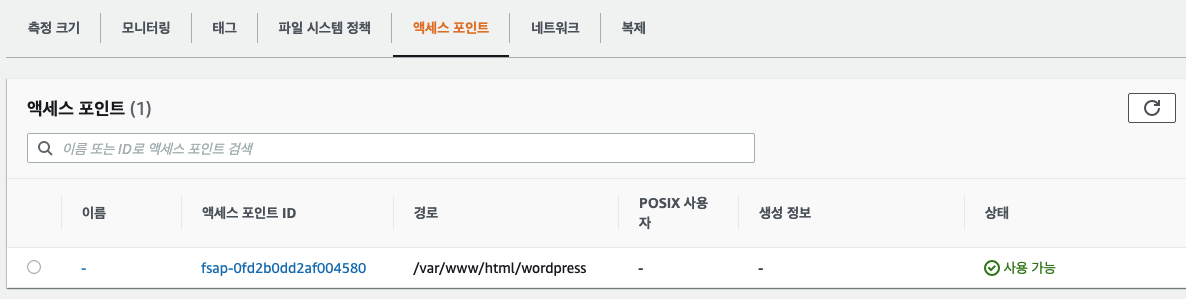 측정 크기 모니터링 태그 파일 시스템 정책 액세스 포인트 네트워크 복제
액세스 포인트 (1)
이름 또는 ID로 액세스 포인트 검색
이름 액세스 포인트 ID 경로 POSIX 사용자 생성 정보 상태
- fsap-0fd2b0dd2af004580 /var/www/html/wordpress - - 사용 가능